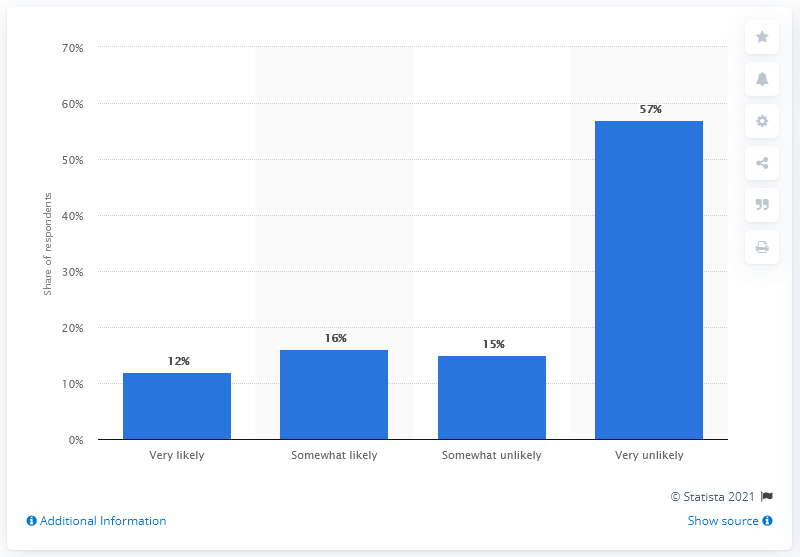 70%
60%
50%
40%
30%
20%
10%
0%
Share of respondents
12%
16%
15%
57%
Very likely
Somewhat likely
Somewhat unlikely
Very unlikely
© Statista 2021
Additional Information
Show source